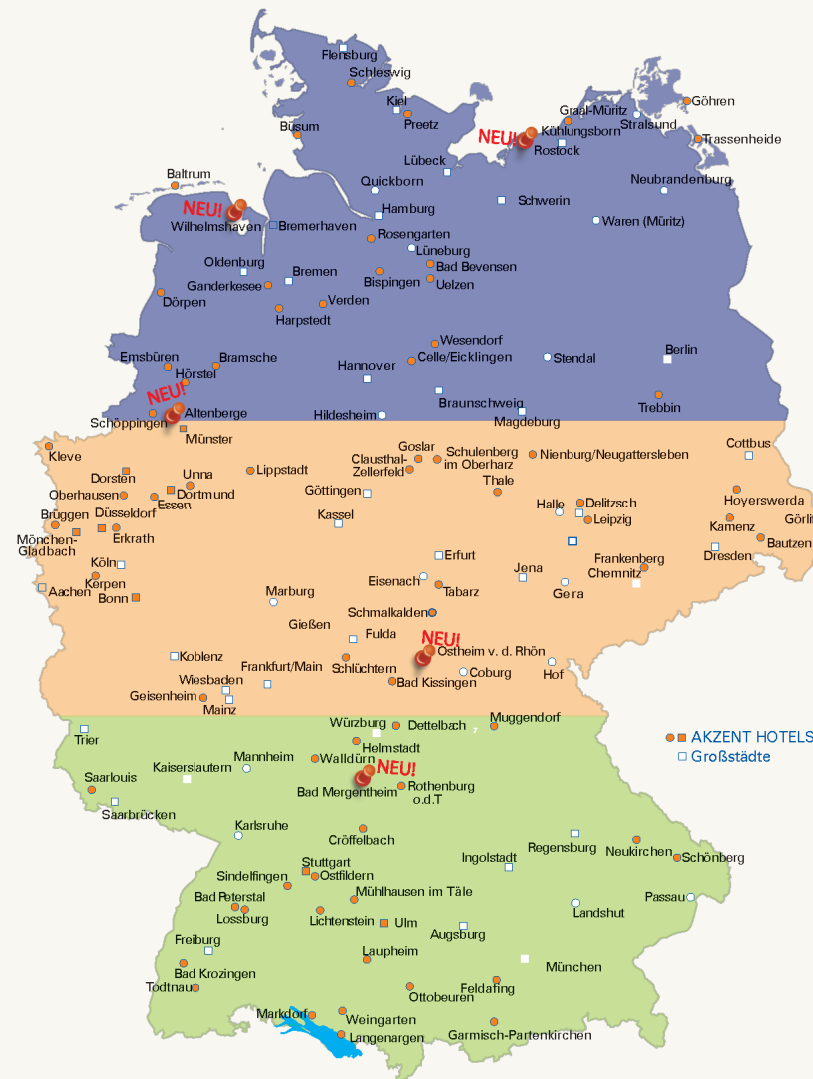 Flensburg
Schleswig
Kiel
Preetz
Büsum
Graal-Müritz
Göhren
NEU!
Kühlungsborn
Stralsund
Trassenheide
Rostock
Lübeck
Baltrum
Quickborn
Neubrandenburg
NEU!
Hamburg
Schwerin
Waren (Müritz)
Wilhelmshaven
Bremerhaven
Rosengarten
Lüneburg
Oldenburg
Bremen
Bad Bevensen
Ganderkesee
Bispingen
Uelzen
Dörpen
Verden
Harpstedt
Wesendorf
Emsbüren
Bramsche
Celle/Eicklingen
Stendal
Berlin
Hörstel
Hannover
NEU!
Braunschweig
Trebbin
Schöppingen
Altenberge
Hildesheim
Magdeburg
Münster
Kleve
Goslar
Cottbus
Clausthal-
Zellerfeld
Schulenberg
im Oberharz
Nienburg/Neugattersleben
Dorsten
Unna
Lippstadt
Thale
Oberhausen
Essen
Dortmund
Göttingen
Halle
Delitzsch
Hoyerswerda
Brüggen
Düsseldorf
Kassel
Leipzig
Kamenz
Görli
Mönchen-
Gladbach
Erkrath
Bautzen
Köln
Erfurt
Frankenberg
Dresden
Kerpen
Eisenach
Jena
Chemnitz
Aachen
Bonn
Marburg
Tabarz
Gera
Gießen
Schmalkalden
Fulda
NEU!
Koblenz
Ostheim v. d. Rhön
Frankfurt/Main
Schlüchtern
Coburg
Hof
Wiesbaden
Bad Kissingen
Geisenheim
Mainz
Würzburg
Dettelbach
Muggendorf
Trier
Helmstadt
AKZENT HOTELS
Großstädte
Mannheim
Walldürn
Kaiserslautern
NEU!
Saarlouis
Bad Mergentheim
Rothenburg
o.d.T
Saarbrücken
Karlsruhe
Cröffelbach
Regensburg
Neukirchen
Ingolstadt
Schönberg
Stuttgart
Sindelfingen
Ostfildern
Mühlhausen im Täle
Bad Peterstal
Passau
Lossburg
Lichtenstein
Ulm
Landshut
Augsburg
Freiburg
Laupheim
München
Bad Krozingen
Todtnau
Feldafing
Ottobeuren
Markdorf
Weingarten
Langenargen
Garmisch-Partenkirchen